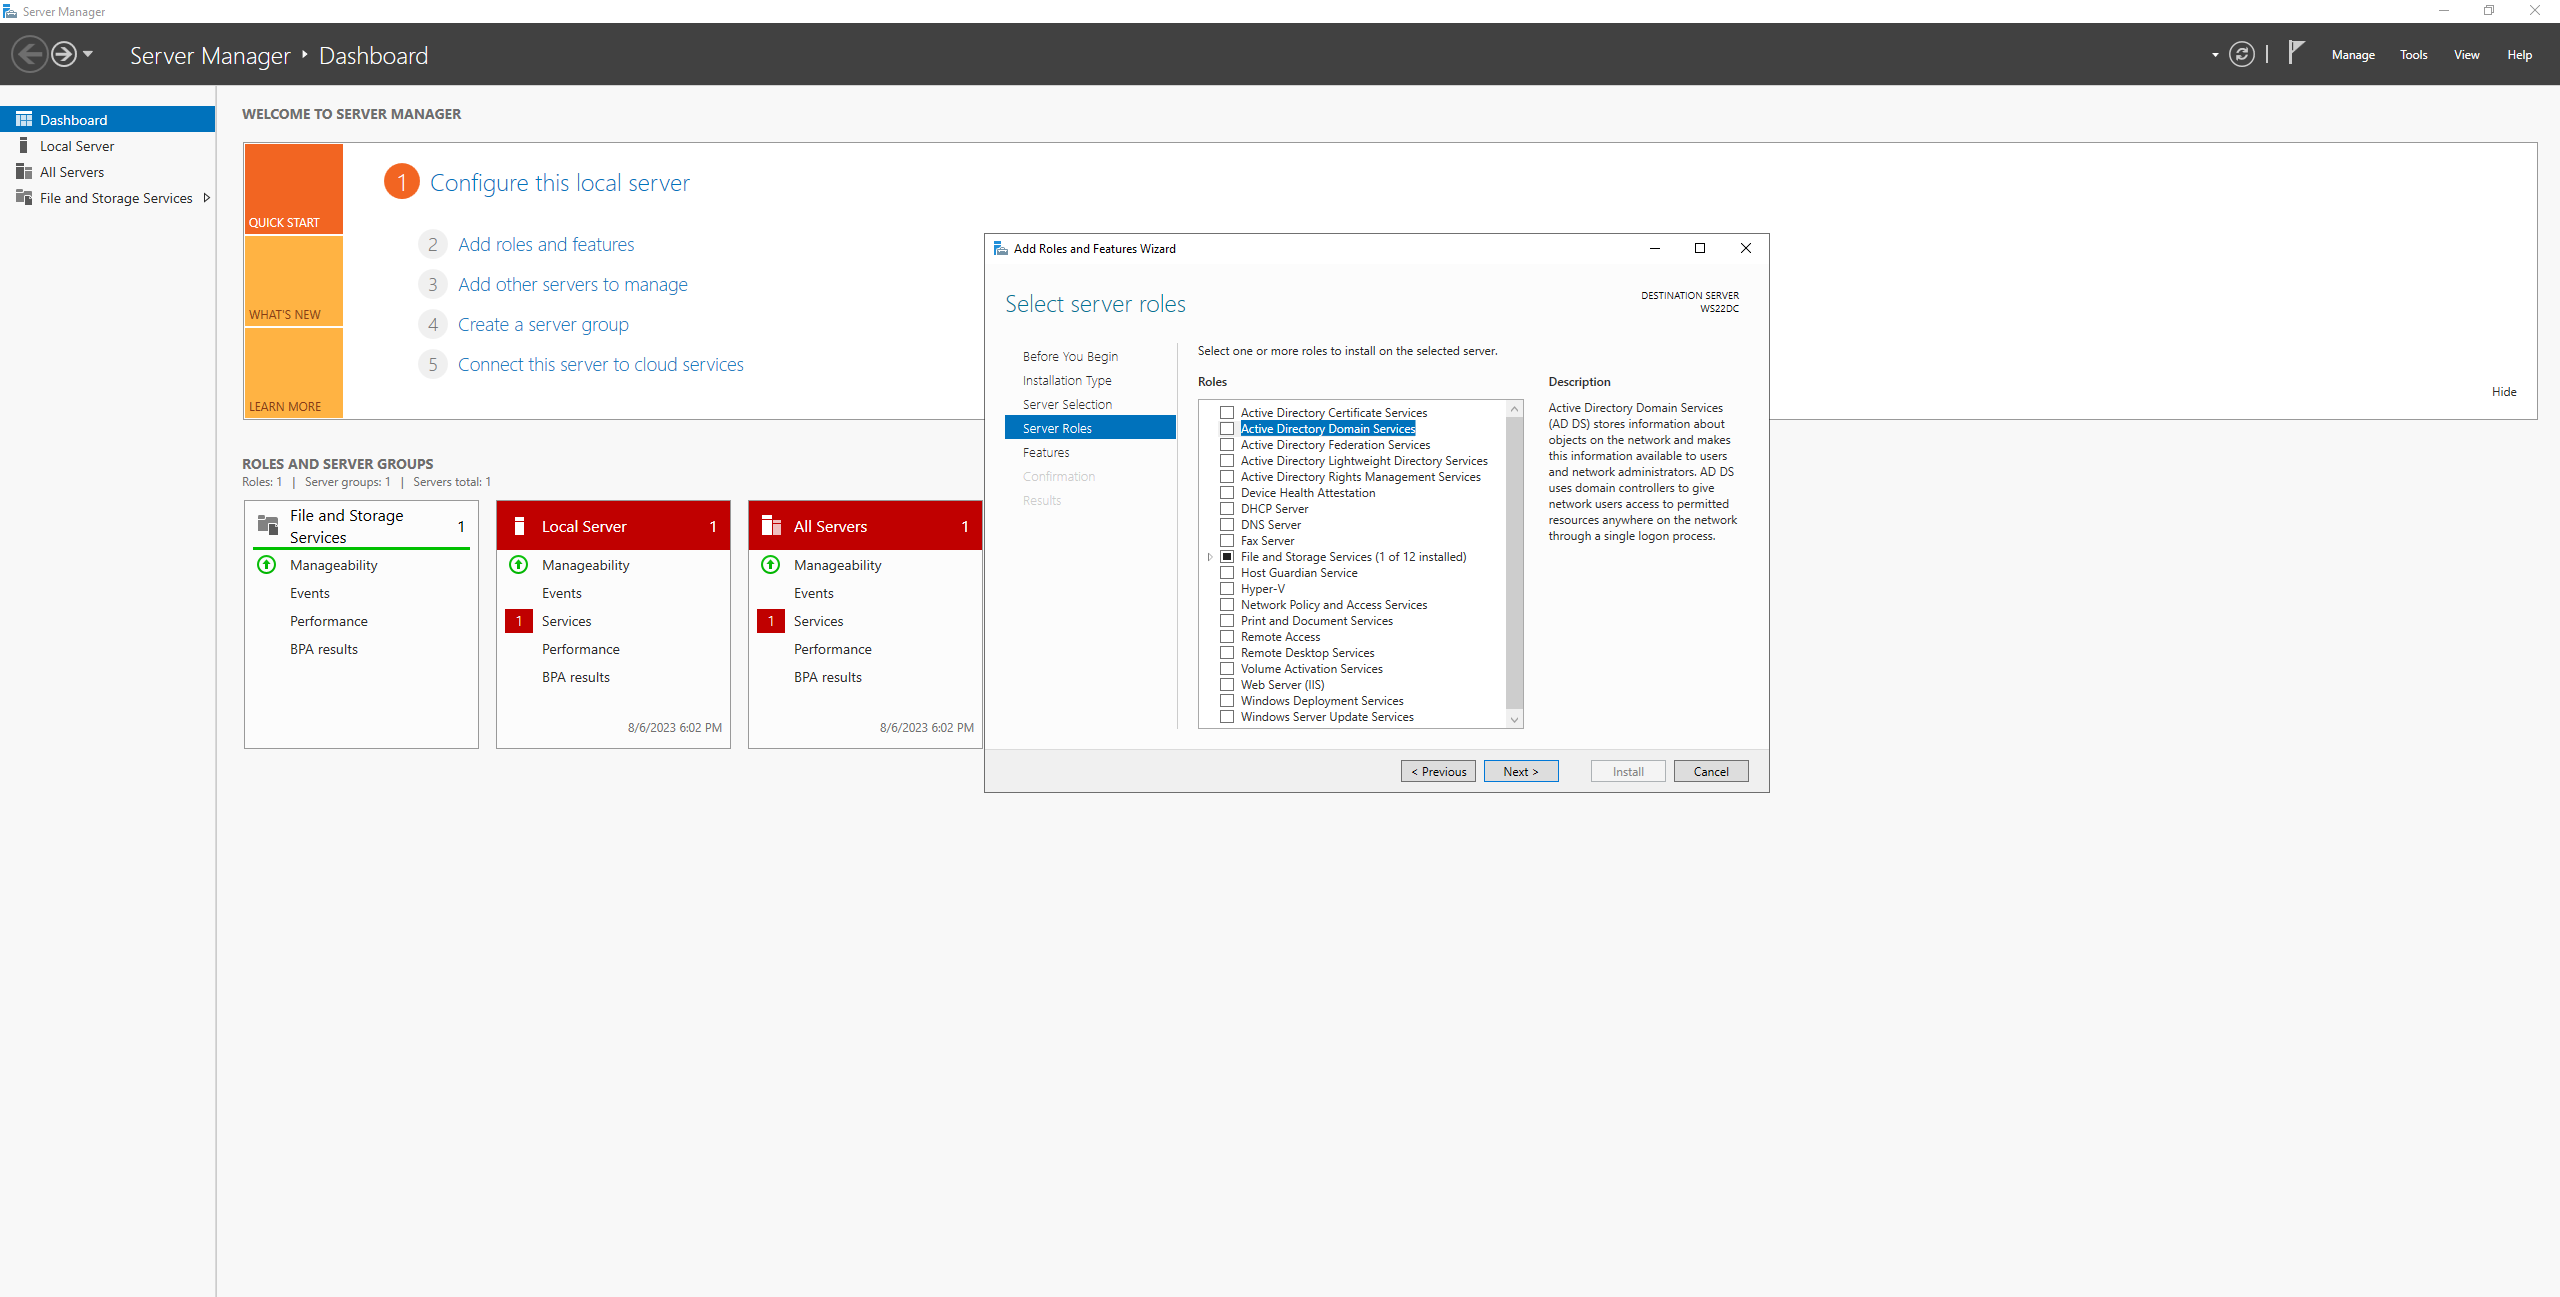 Server Manager
Server Manager ‣ Dashboard
Manage Tools View Help
Dashboard
Local Server
All Servers
File and Storage Services
WELCOME TO SERVER MANAGER
QUICK START
WHAT'S NEW
LEARN MORE
1 Configure this local server
2 Add roles and features
3 Add other servers to manage
4 Create a server group
5 Connect this server to cloud services
Hide
ROLES AND SERVER GROUPS
Roles: 1 | Server groups: 1 | Servers total: 1
File and Storage
Services
1
Manageability
Events
Performance
BPA results
Local Server 1
Manageability
Events
1 Services
Performance
BPA results
8/6/2023 6:02 PM
All Servers 1
Manageability
Events
1 Services
Performance
BPA results
8/6/2023 6:02 PM
Add Roles and Features Wizard
Select server roles
DESTINATION SERVER
WS22DC
Before You Begin
Installation Type
Server Selection
Server Roles
Features
Confirmation
Results
Select one or more roles to install on the selected server.
Roles
Active Directory Certificate Services
Active Directory Domain Services
Active Directory Federation Services
Active Directory Lightweight Directory Services
Active Directory Rights Management Services
Device Health Attestation
DHCP Server
DNS Server
Fax Server
File and Storage Services (1 of 12 installed)
Host Guardian Service
Hyper-V
Network Policy and Access Services
Print and Document Services
Remote Access
Remote Desktop Services
Volume Activation Services
Web Server (IIS)
Windows Deployment Services
Windows Server Update Services
Description
Active Directory Domain Services
(AD DS) stores information about
objects on the network and makes
this information available to users
and network administrators. AD DS
uses domain controllers to give
network users access to permitted
resources anywhere on the network
through a single logon process.
< Previous Next > Install Cancel